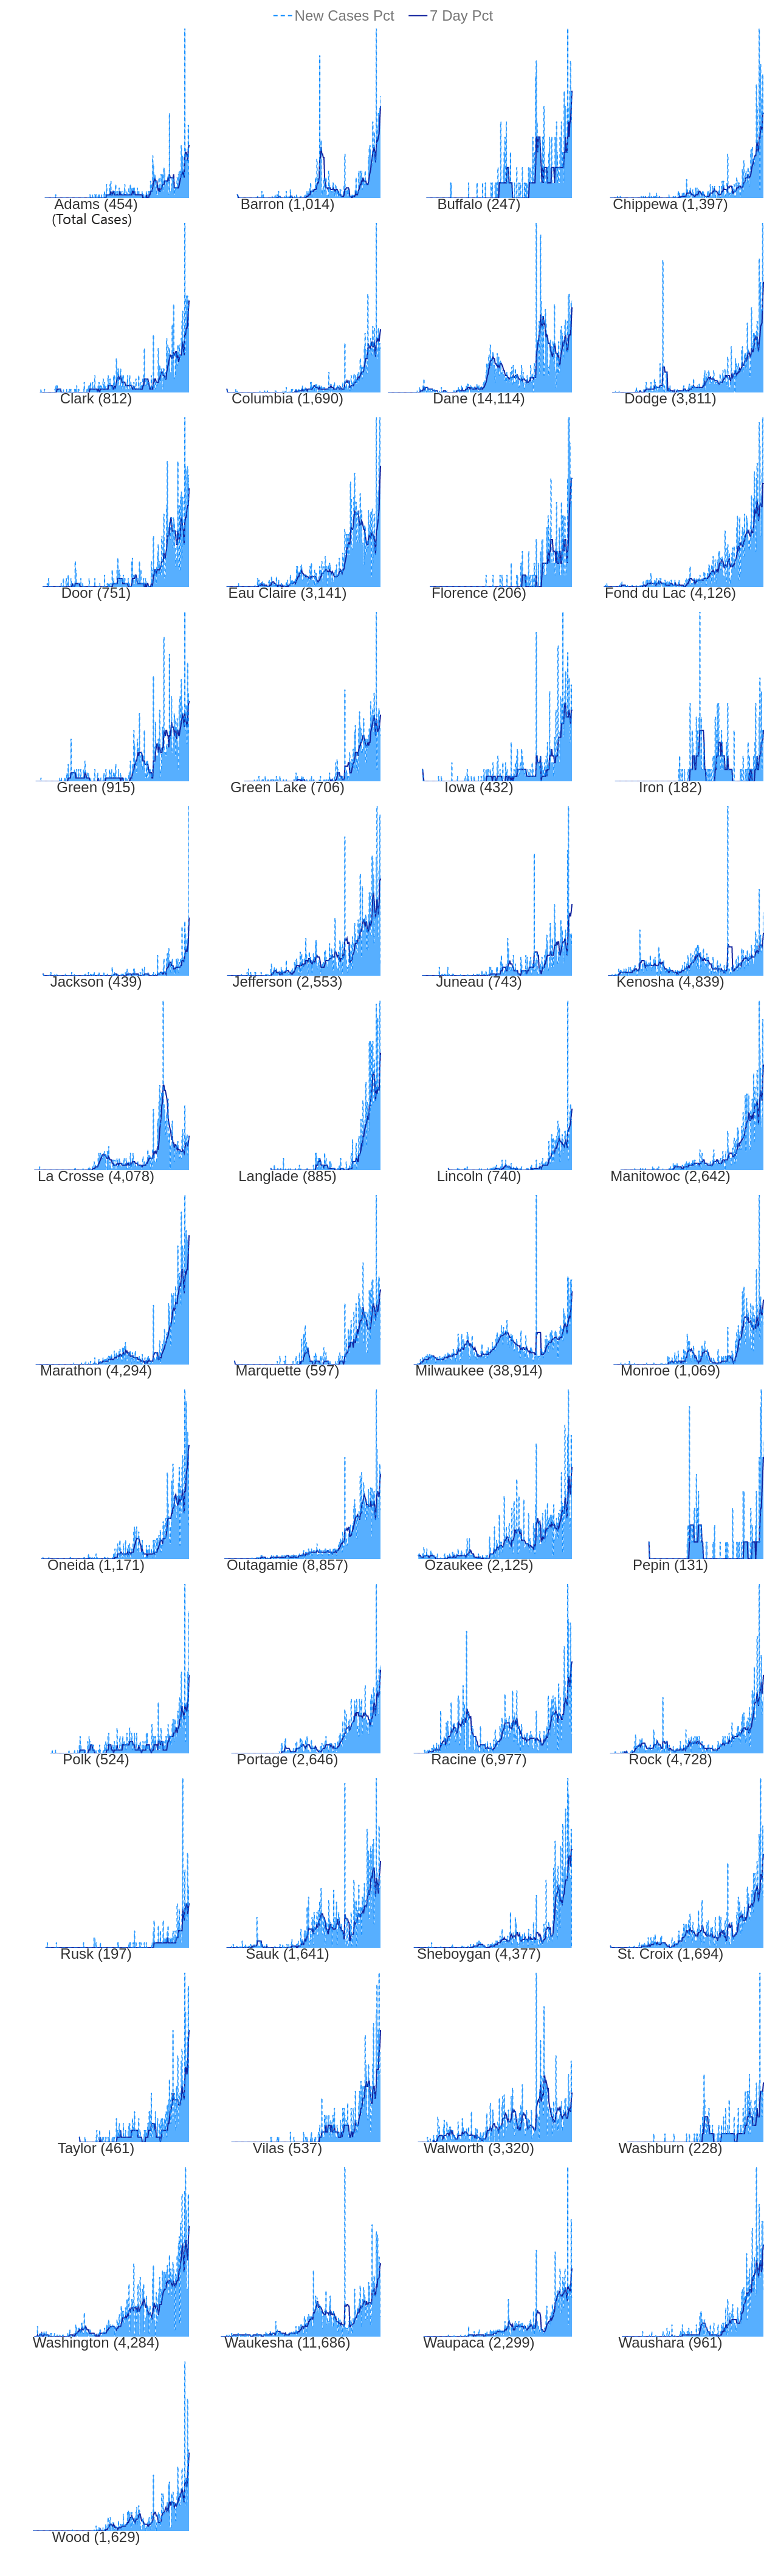 New Cases Pct 7 Day Pct
Adams (454) Barron (1,014) Buffalo (247) Chippewa (1,397)
(Total Cases)
Clark (812) Columbia (1,690) Dane (14,114) Dodge (3,811)
Door (751) Eau Claire (3,141) Florence (206) Fond du Lac (4,126)
Green (915) Green Lake (706) Iowa (432) Iron (182)
Jackson (439) Jefferson (2,553) Juneau (743) Kenosha (4,839)
La Crosse (4,078) Langlade (885) Lincoln (740) Manitowoc (2,642)
Marathon (4,294) Marquette (597) Milwaukee (38,914) Monroe (1,069)
Oneida (1,171) Outagamie (8,857) Ozaukee (2,125) Pepin (131)
Polk (524) Portage (2,646) Racine (6,977) Rock (4,728)
Rusk (197) Sauk (1,641) Sheboygan (4,377) St. Croix (1,694)
Taylor (461) Vilas (537) Walworth (3,320) Washburn (228)
Washington (4,284) Waukesha (11,686) Waupaca (2,299) Waushara (961)
Wood (1,629)